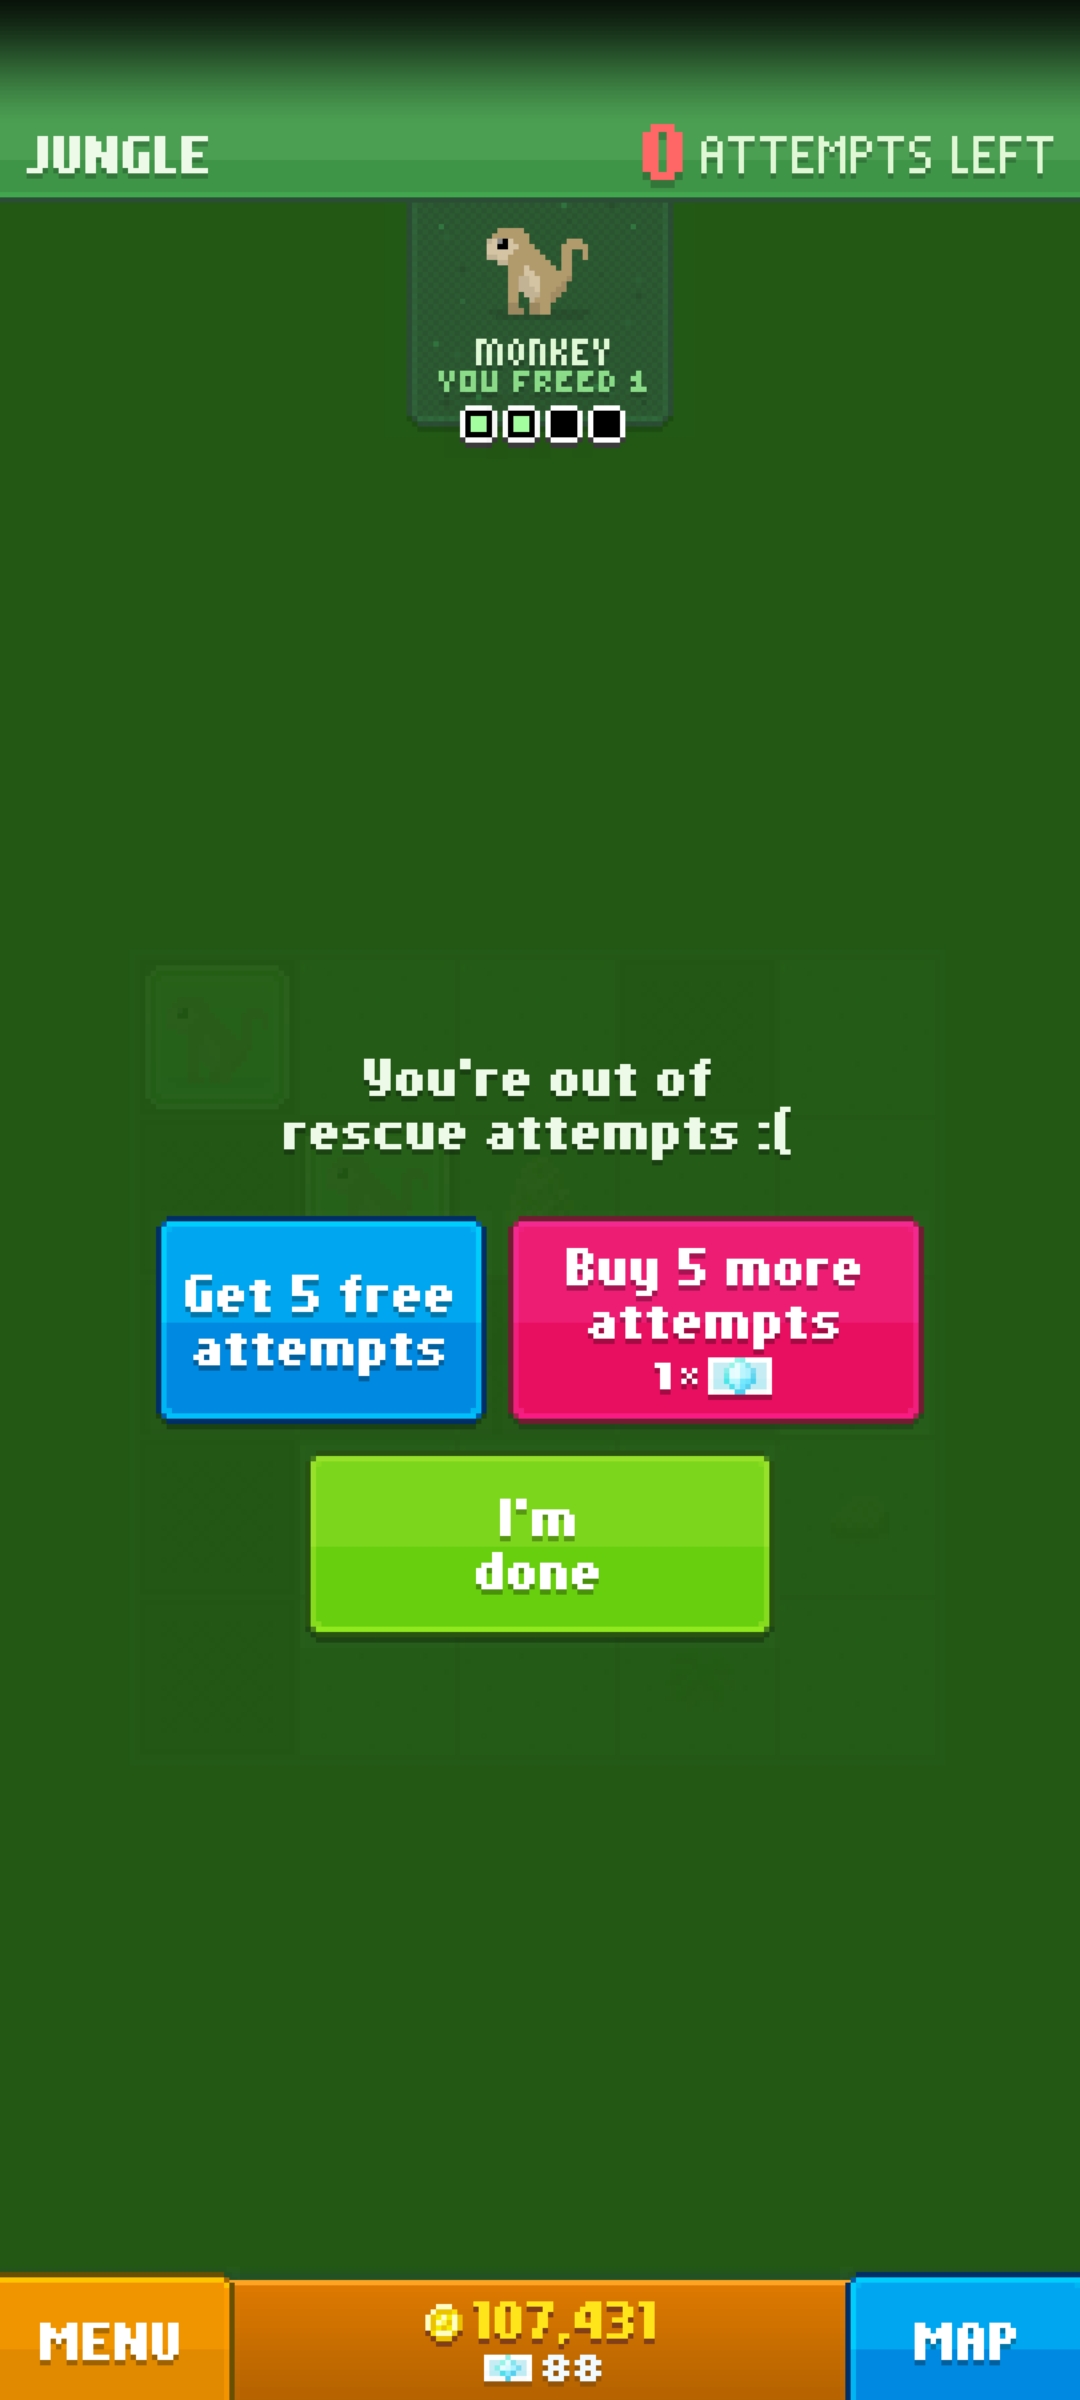 JUNGLE
0 ATTEMPTS LEFT
MONKEY
YOU FREED 1
You're out of
rescue attempts :(
Get 5 free
attempts
Buy 5 more
attempts
1×
I'm
done
MENU
107,431
88
MAP